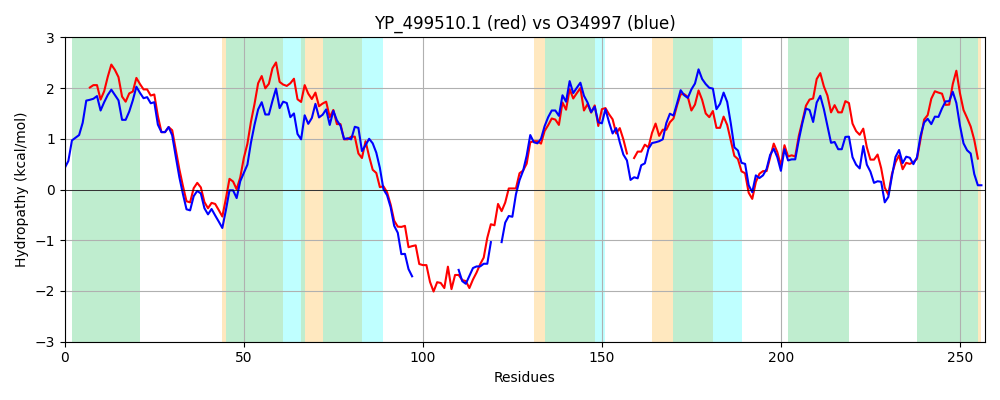 YP_499510.1 (red) vs O34997 (blue)
3
2
1
0
−1
−2
−3
Hydropathy (kcal/mol)
0 50 100 150 200 250
Residues